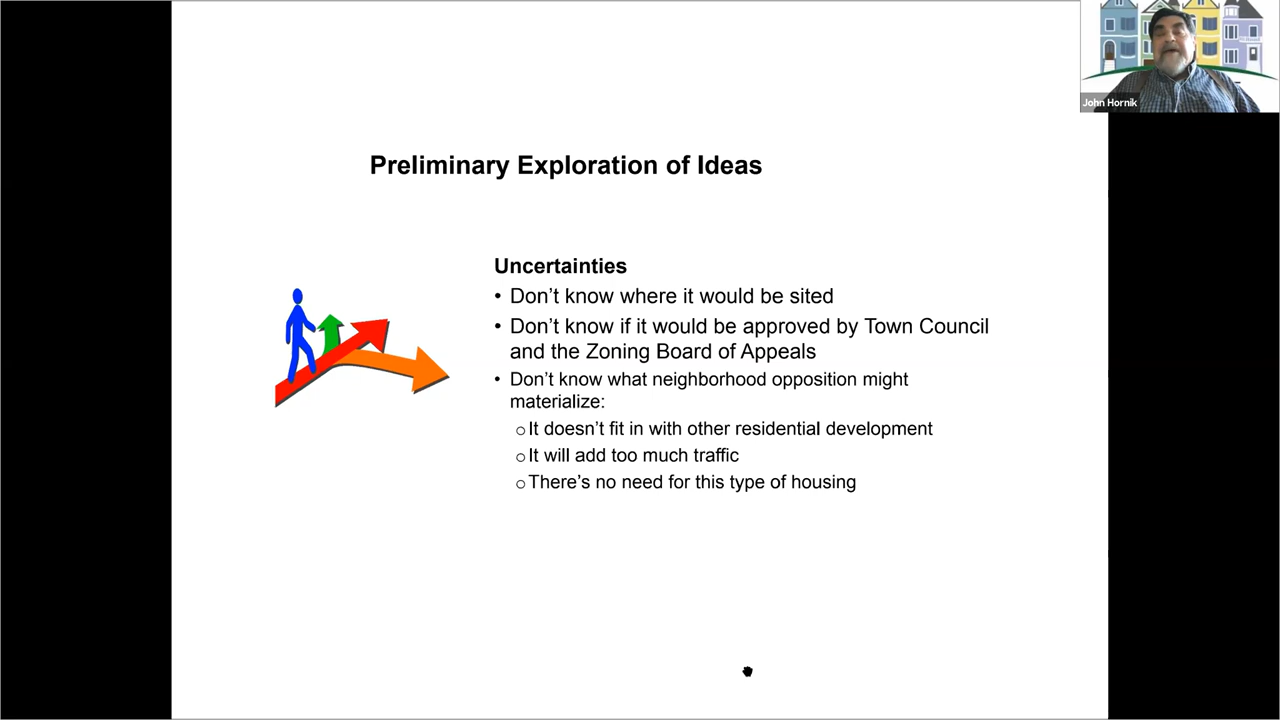 John Hornik
Preliminary Exploration of Ideas
Uncertainties
• Don’t know where it would be sited
• Don’t know if it would be approved by Town Council
and the Zoning Board of Appeals
• Don’t know what neighborhood opposition might
materialize:
o It doesn’t fit in with other residential development
o It will add too much traffic
o There’s no need for this type of housing